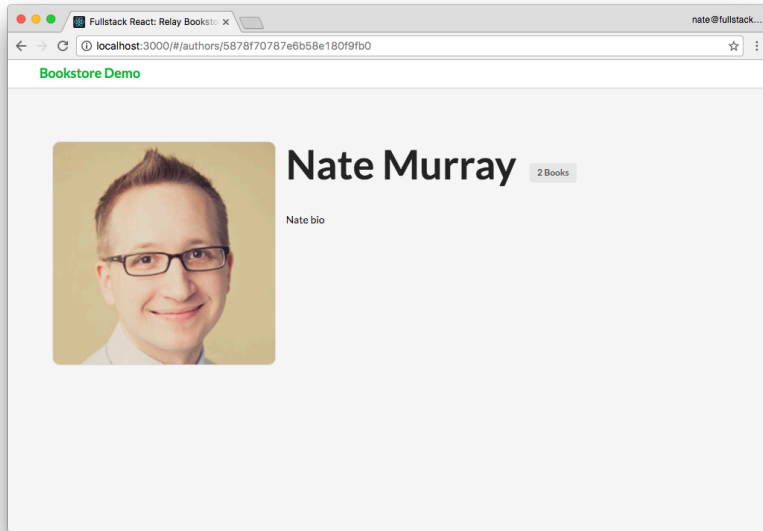 Fullstack React: Relay Booksto
nate@fullstack...
localhost:3000/#/authors/5878f70787e6b58e180f9fb0
Bookstore Demo
Nate Murray
2 Books
Nate bio